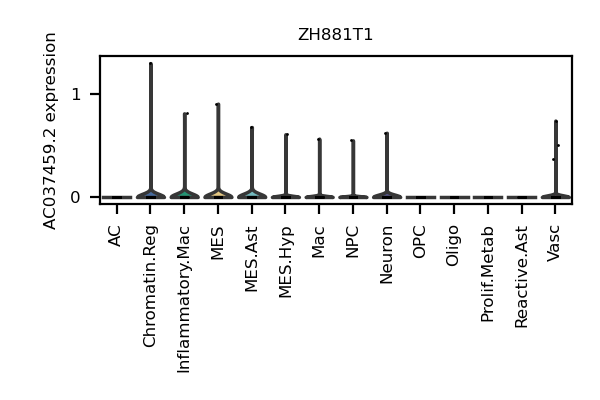 ZH881T1
AC037459.2 expression
1
0
AC
Chromatin.Reg
Inflammatory.Mac
MES
MES.Ast
MES.Hyp
Mac
NPC
Neuron
OPC
Oligo
Prolif.Metab
Reactive.Ast
Vasc